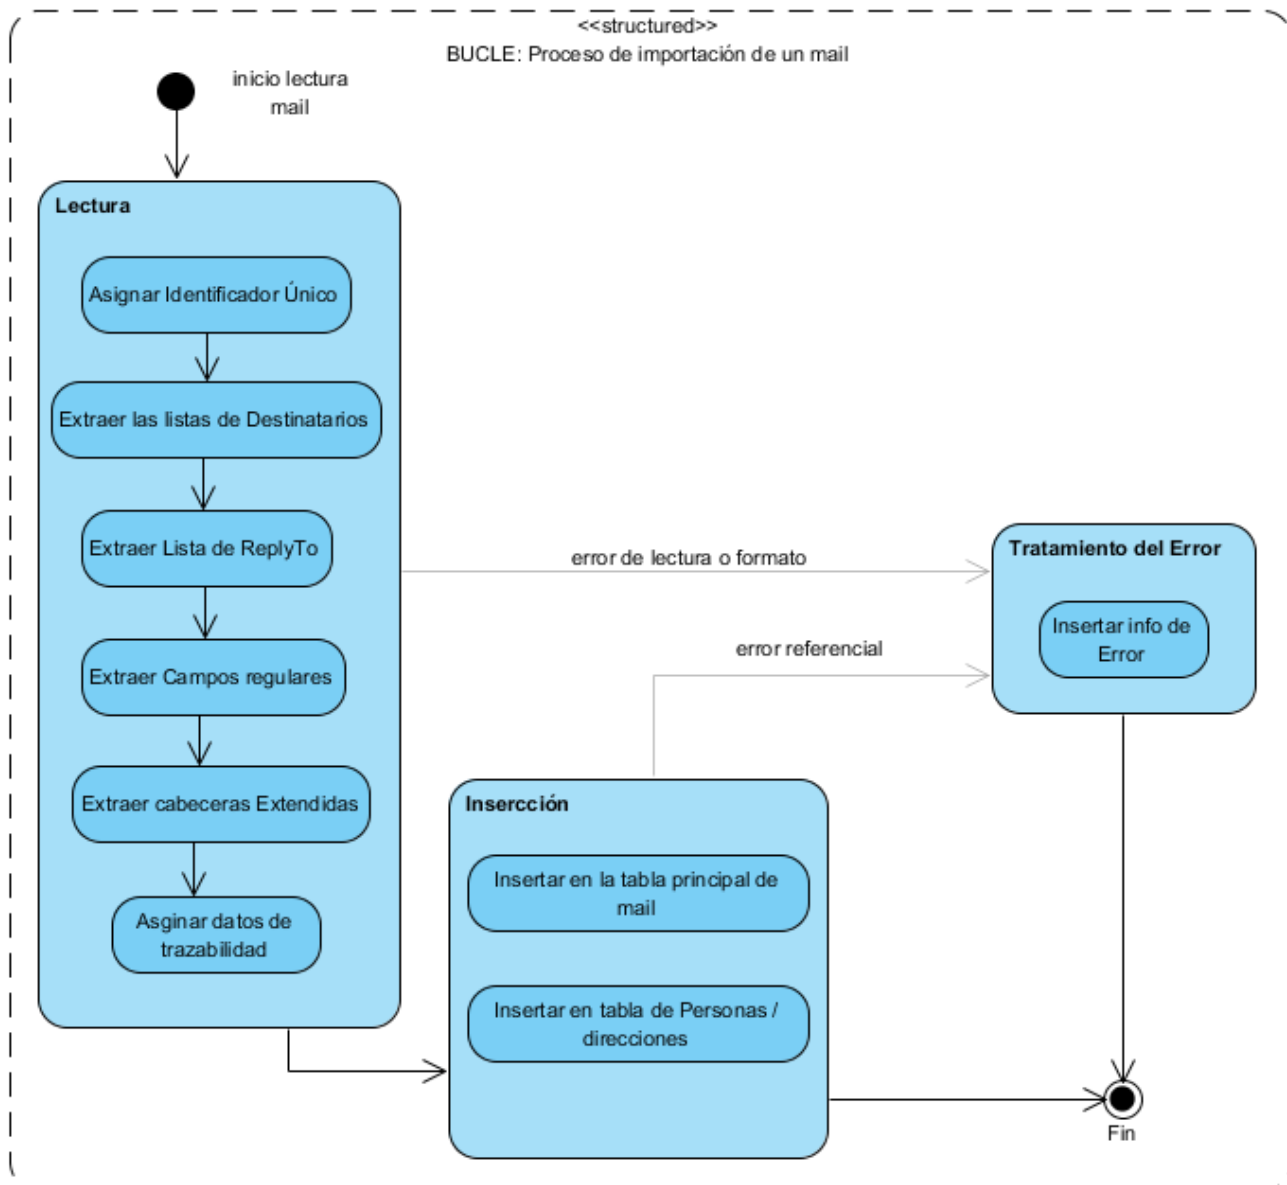 <<structured>>
BUCLE: Proceso de importación de un mail
inicio lectura
mail
Lectura
Asignar Identificador Único
Extraer las listas de Destinatarios
Extraer Lista de ReplyTo
Extraer Campos regulares
Extraer cabeceras Extendidas
Asginar datos de
trazabilidad
error de lectura o formato
error referencial
Tratamiento del Error
Insertar info de
Error
Insercción
Insertar en la tabla principal de
mail
Insertar en tabla de Personas /
direcciones
Fin